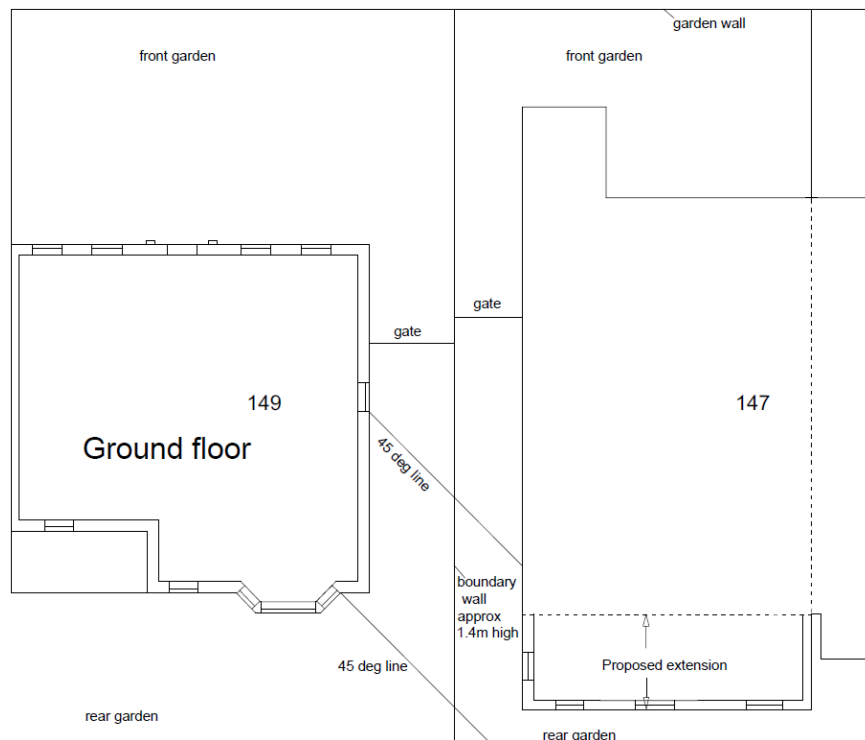 garden wall
front garden
front garden
gate
gate
149
147
Ground floor
45 deg line
boundary
wall
approx
1.4m high
Proposed extension
45 deg line
rear garden
rear garden